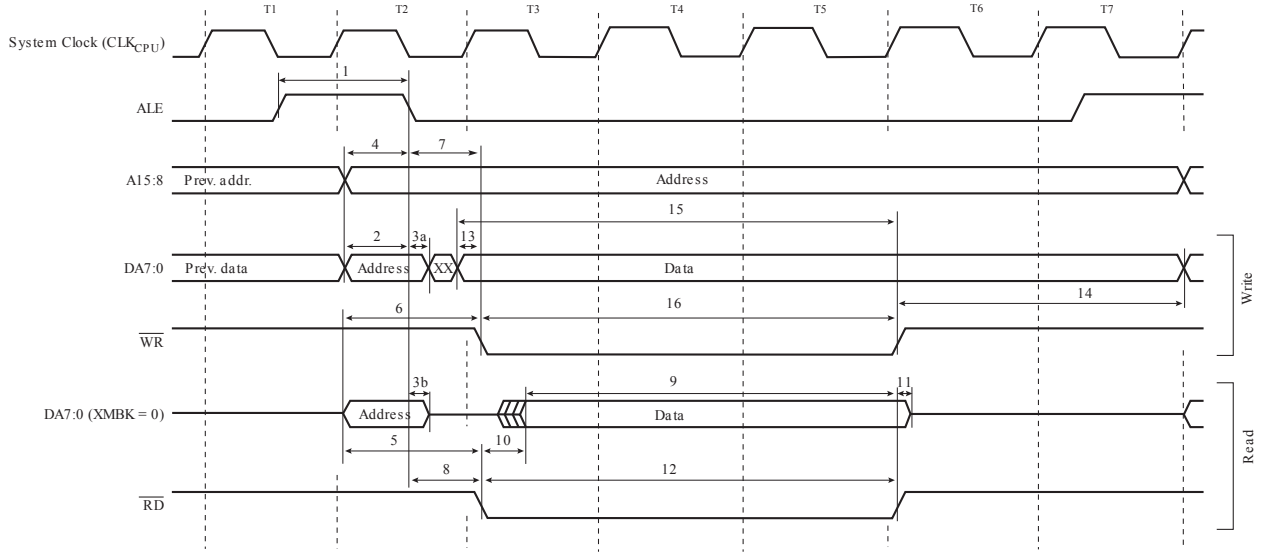 T1 T2 T3 T4 T5 T6 T7
System Clock (CLKCPU)
1
ALE
4 7
A15:8 Prev. addr. Address
15
2 3a 13
DA7:0 Prev. data Address XX Data
14
6 16
WR
Write
3b 9 11
DA7:0 (XMBK = 0) Address Data
5 10
8 12
RD
Read